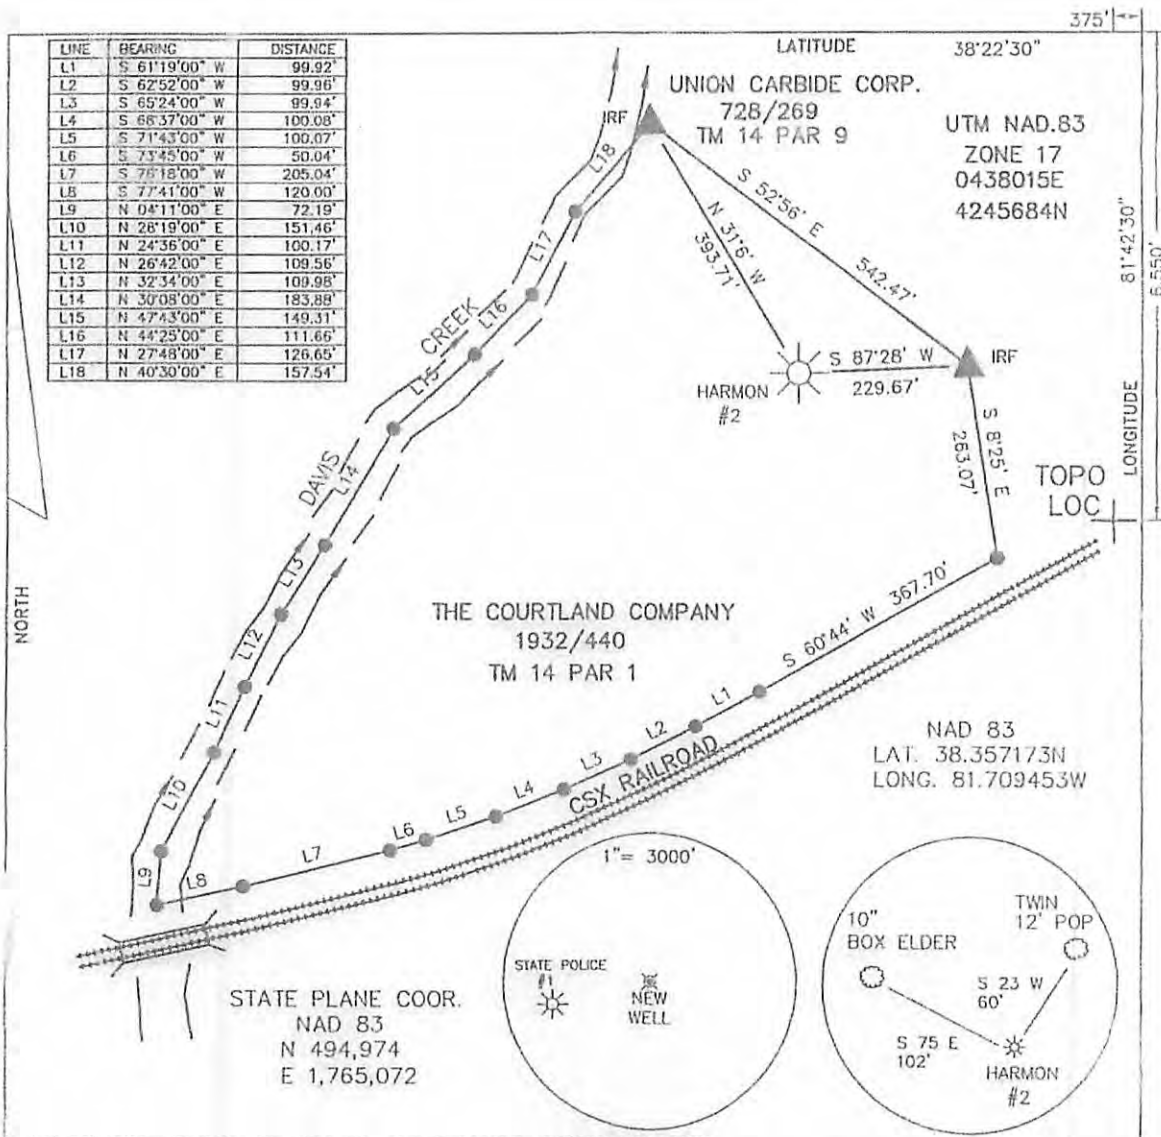 375'
LATITUDE 38°22'30"
LINE BEARING DISTANCE
L1 S 61°19'00" W 99.92'
L2 S 62°52'00" W 99.96'
L3 S 65°24'00" W 99.94'
L4 S 68°37'00" W 100.08'
L5 S 71°43'00" W 100.07'
L6 S 73°45'00" W 50.04'
L7 S 76°18'00" W 205.04'
L8 S 77°41'00" W 120.00'
L9 N 04°11'00" E 72.19'
L10 N 28°19'00" E 151.46'
L11 N 24°36'00" E 100.17'
L12 N 26°42'00" E 109.56'
L13 N 32°34'00" E 109.98'
L14 N 30°08'00" E 183.88'
L15 N 47°43'00" E 149.31'
L16 N 44°25'00" E 111.66'
L17 N 27°48'00" E 126.65'
L18 N 40°30'00" E 157.54'
UNION CARBIDE CORP.
728/269
TM 14 PAR 9
IRF
UTM NAD.83
ZONE 17
0438015E
4245684N
81°42'30"
6,550'
LONGITUDE
L18
L17
L16
L15
L14
L13
L12
L11
L10
L9
DAVIS CREEK
S 52°56' E 542.47'
N 31°6' W
393.71'
S 87°28' W
229.67'
IRF
HARMON
#2
S 8°25' E
263.07'
TOPO
LOC
NORTH
THE COURTLAND COMPANY
1932/440
TM 14 PAR 1
S 60°44' W 367.70'
L1
L2
L3
L4
L5
L6
L7
L8
CSX RAILROAD
NAD 83
LAT. 38.357173N
LONG. 81.709453W
STATE PLANE COOR.
NAD 83
N 494,974
E 1,765,072
1"= 3000'
STATE POLICE
#1
NEW
WELL
10"
BOX ELDER
TWIN
12' POP
S 23 W
60'
S 75 E
102'
HARMON
#2